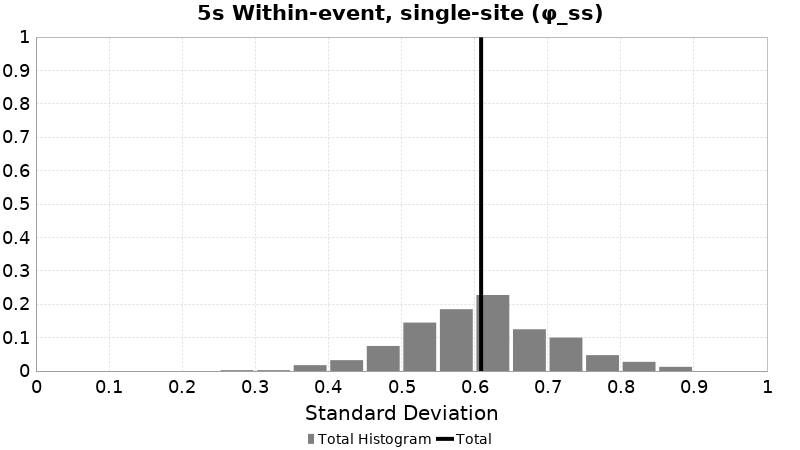 5s Within-event, single-site (φ_ss)
1
0.9
0.8
0.7
0.6
0.5
0.4
0.3
0.2
0.1
0
0 0.1 0.2 0.3 0.4 0.5 0.6 0.7 0.8 0.9 1
Standard Deviation
Total Histogram Total